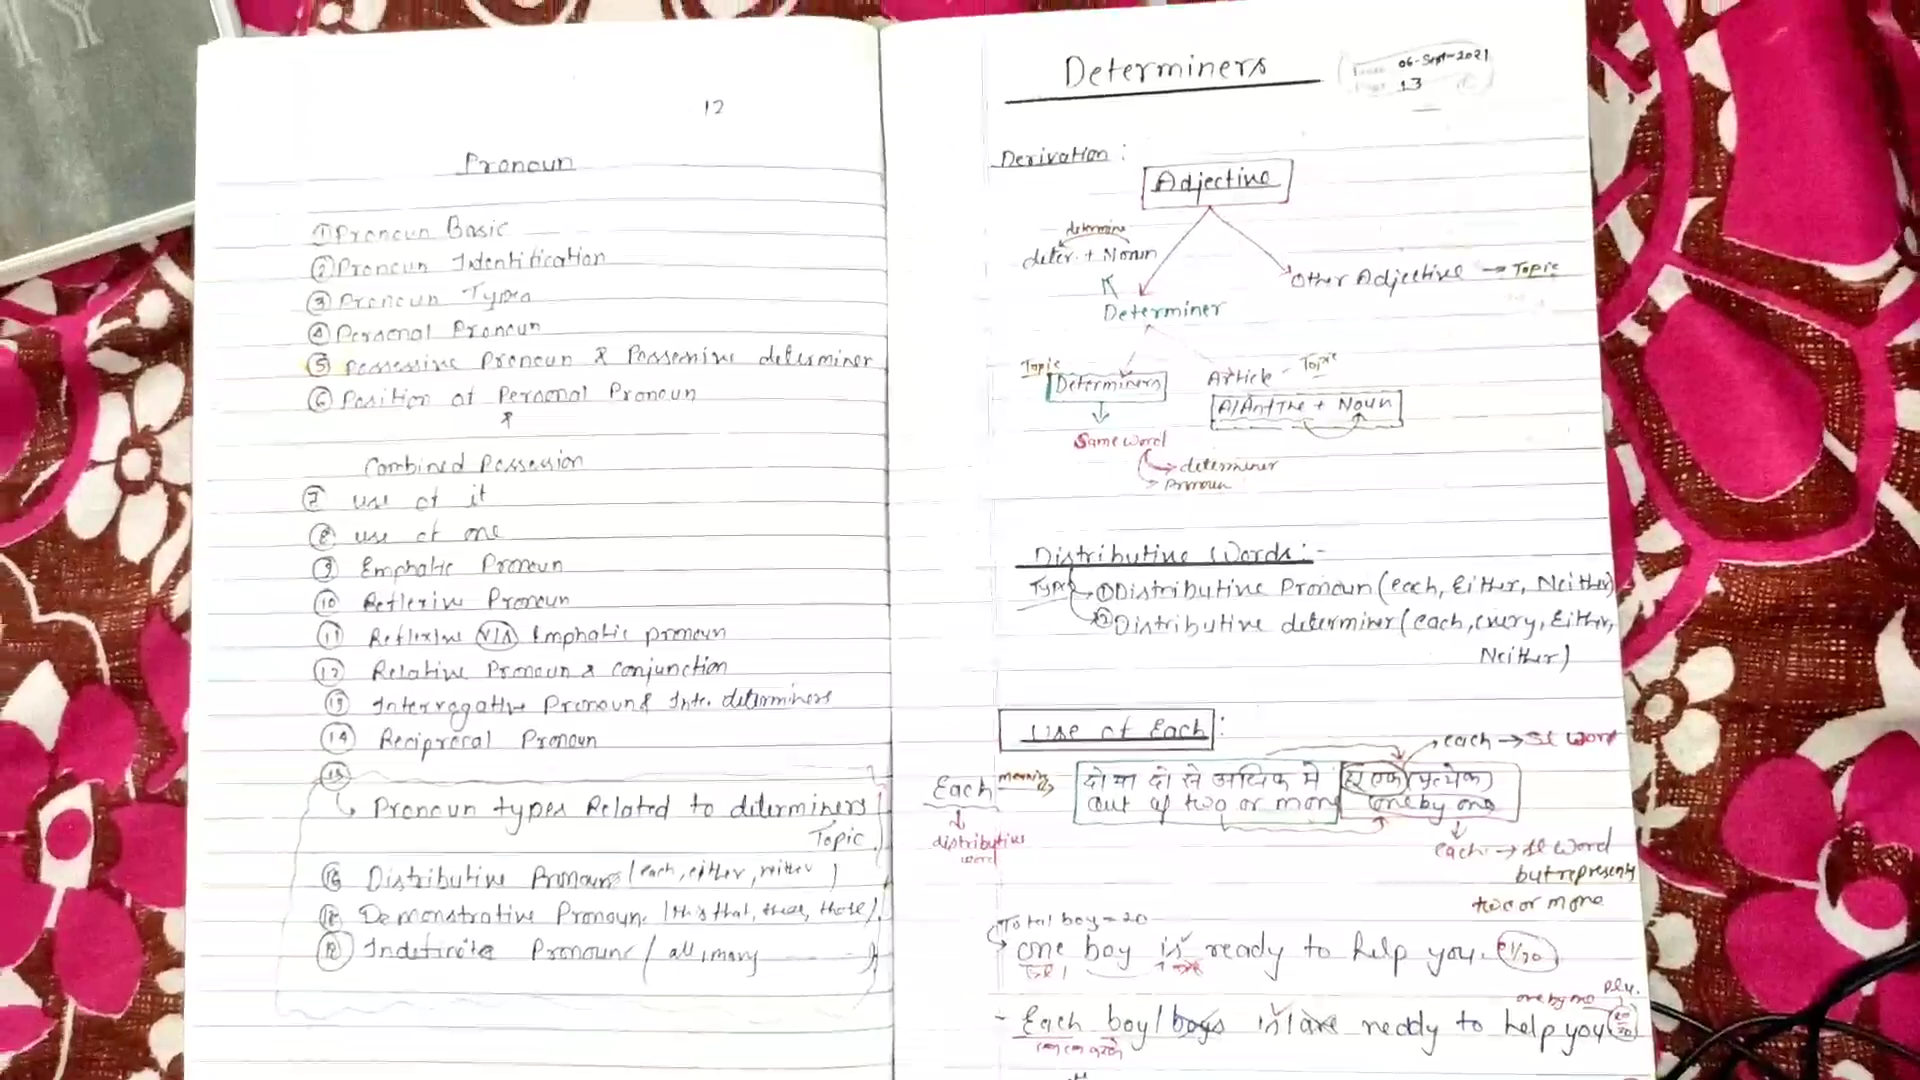 12
Pronoun
① Pronoun Basic
② Pronoun Identification
③ Pronoun Types
④ Personal Pronoun
⑤ Possessive Pronoun & Possessive determiner
⑥ Position of Personal Pronoun
Combined Possession
⑦ use of it
⑧ use of one
⑨ Emphatic Pronoun
⑩ Reflexive Pronoun
⑪ Reflexive V/s Emphatic pronoun
⑫ Relative Pronoun & Conjunction
⑬ Interrogative Pronoun & Inte. determiners
⑭ Reciprocal Pronoun
⑮
Pronoun types Related to determiners
Topic
⑯ Distributive Pronouns (each, either, neither)
Demonstrative Pronoun (this that, these, those)
⑱ Indefinite Pronouns / all, many
Determiners
06-Sept-2021
13
Derivation :
Adjective
determine
deter. + Noun
Other Adjective → Topic
Determiner
Topic
Determiners
Article - Topic
A/An/The + Noun
Same word
→ determiner
→ Pronoun
Distributive Words:-
Type
① Distributive Pronoun (each, Either, Neither)
② Distributive determiner (each, every, Either,
Neither)
Use of Each :
each → SL word
Each meaning दो या दो से अधिक में हर एक (प्रत्येक)
out of two or more one by one
distributive
word
each → SL word
but represents
two or more
Total boy = 20
one boy is ready to help you. 1/20
one by one Plu.
- Each boy/boys is/are ready to help you 20/20